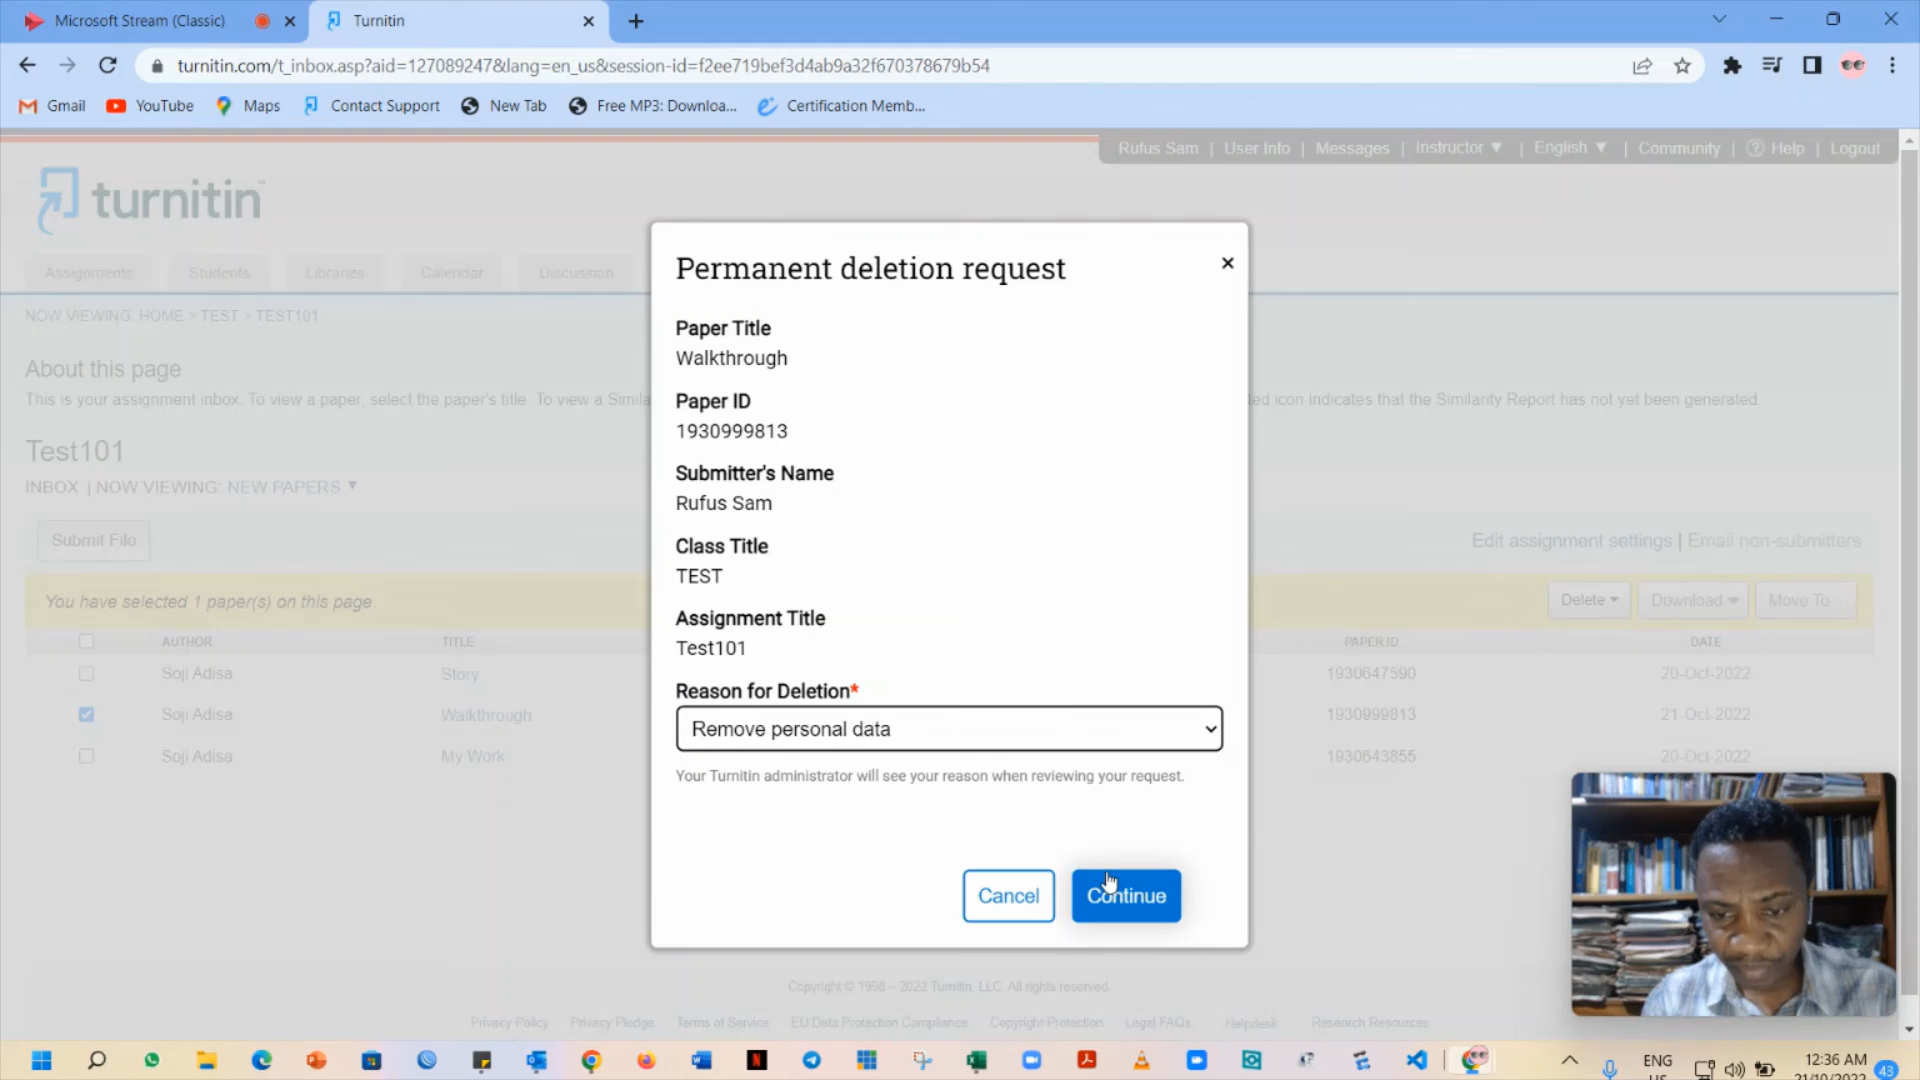 Microsoft Stream (Classic)
Turnitin
turnitin.com/t_inbox.asp?aid=127089247&lang=en_us&session-id=f2ee719bef3d4ab9a32f670378679b54
Gmail YouTube Maps Contact Support New Tab Free MP3: Downloa... Certification Memb...
Rufus Sam | User Info | Messages | Instructor ▼ | English ▼ | Community | Help | Logout
turnitin
Assignments Students Libraries Calendar Discussion
NOW VIEWING: HOME > TEST > TEST101
About this page
This is your assignment inbox. To view a paper, select the paper's title. To view a Simila
ted icon indicates that the Similarity Report has not yet been generated.
Test101
INBOX | NOW VIEWING: NEW PAPERS ▼
Submit File
Edit assignment settings | Email non-submitters
You have selected 1 paper(s) on this page
Delete Download Move To
AUTHOR TITLE PAPER ID DATE
Soji Adisa Story 1930647590 20-Oct-2022
Soji Adisa Walkthrough 1930999813 21-Oct-2022
Soji Adisa My Work 1930643855 20-Oct-2022
Permanent deletion request
Paper Title
Walkthrough
Paper ID
1930999813
Submitter's Name
Rufus Sam
Class Title
TEST
Assignment Title
Test101
Reason for Deletion*
Remove personal data
Your Turnitin administrator will see your reason when reviewing your request.
Cancel Continue
Copyright © 1998 – 2022 Turnitin, LLC. All rights reserved.
Privacy Policy Privacy Pledge Terms of Service EU Data Protection Compliance Copyright Protection Legal FAQs Helpdesk Research Resources
ENG
US
12:36 AM
21/10/2022
43